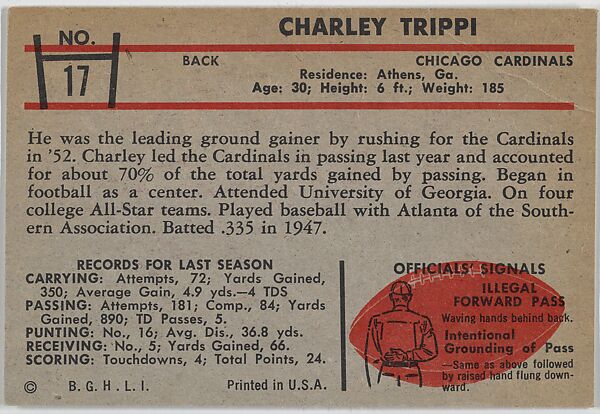 CHARLEY TRIPPI
NO.
17
BACK
CHICAGO CARDINALS
Residence: Athens, Ga.
Age: 30; Height: 6 ft.; Weight: 185
He was the leading ground gainer by rushing for the Cardinals
in '52. Charley led the Cardinals in passing last year and accounted
for about 70% of the total yards gained by passing. Began in
football as a center. Attended University of Georgia. On four
college All-Star teams. Played baseball with Atlanta of the South-
ern Association. Batted .335 in 1947.
RECORDS FOR LAST SEASON
CARRYING: Attempts, 72; Yards Gained,
350; Average Gain, 4.9 yds.—4 TDS
PASSING: Attempts, 181; Comp., 84; Yards
Gained, 890; TD Passes, 5.
PUNTING: No., 16; Avg. Dis., 36.8 yds.
RECEIVING: No., 5; Yards Gained, 66.
SCORING: Touchdowns, 4; Total Points, 24.
© B. G. H. L. I. Printed in U.S.A.
OFFICIALS' SIGNALS
ILLEGAL
FORWARD PASS
Waving hands behind back.
Intentional
Grounding of Pass
—Same as above followed
by raised hand flung down-
ward.